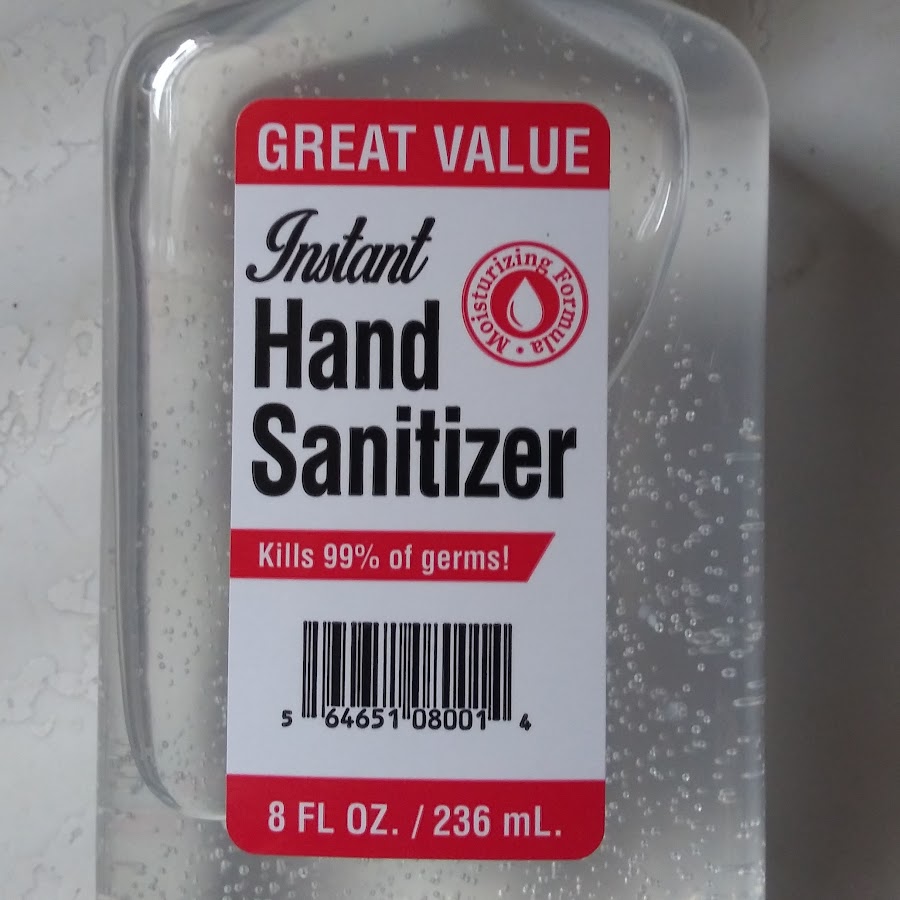 GREAT VALUE
Instant
Hand
Sanitizer
Moisturizing Formula •
Kills 99% of germs!
5 64651 08001 4
8 FL OZ. / 236 mL.